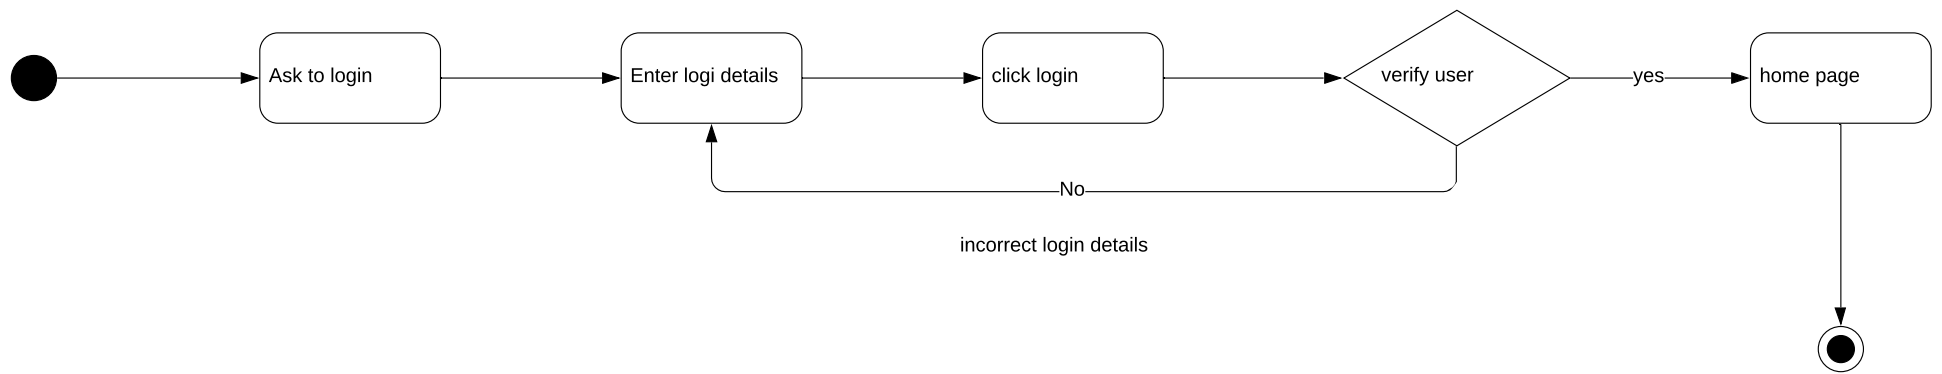 Ask to login
Enter logi details
click login
verify user
yes
home page
No
incorrect login details